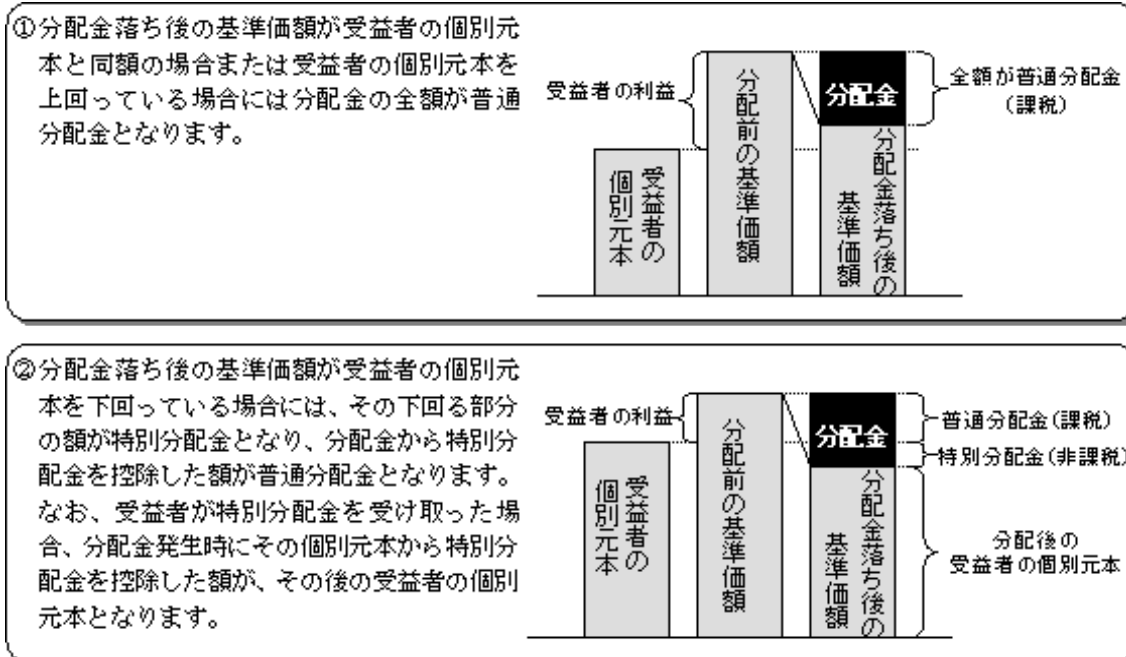 ①分配金落ち後の基準価額が受益者の個別元
本と同額の場合または受益者の個別元本を
上回っている場合には分配金の全額が普通
分配金となります。
受益者の利益
受益者の
個別元本
分配前の基準価額
分配金
分配金落ち後の
基準価額
全額が普通分配金
(課税)
②分配金落ち後の基準価額が受益者の個別元
本を下回っている場合には、その下回る部分
の額が特別分配金となり、分配金から特別分
配金を控除した額が普通分配金となります。
なお、受益者が特別分配金を受け取った場
合、分配金発生時にその個別元本から特別分
配金を控除した額が、その後の受益者の個別
元本となります。
受益者の利益
受益者の
個別元本
分配前の基準価額
分配金
分配金落ち後の
基準価額
普通分配金(課税)
特別分配金(非課税)
分配後の
受益者の個別元本